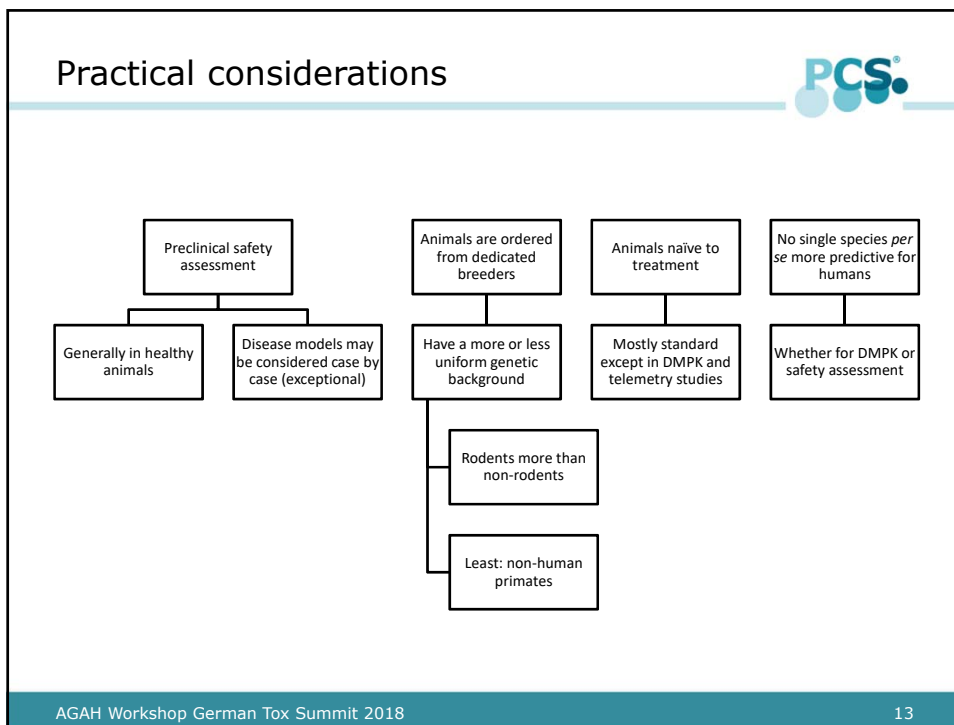 Practical considerations
PCS®
Preclinical safety
assessment
Generally in healthy
animals
Disease models may
be considered case by
case (exceptional)
Animals are ordered
from dedicated
breeders
Have a more or less
uniform genetic
background
Rodents more than
non-rodents
Least: non-human
primates
Animals naïve to
treatment
Mostly standard
except in DMPK and
telemetry studies
No single species per
se more predictive for
humans
Whether for DMPK or
safety assessment
AGAH Workshop German Tox Summit 2018
13